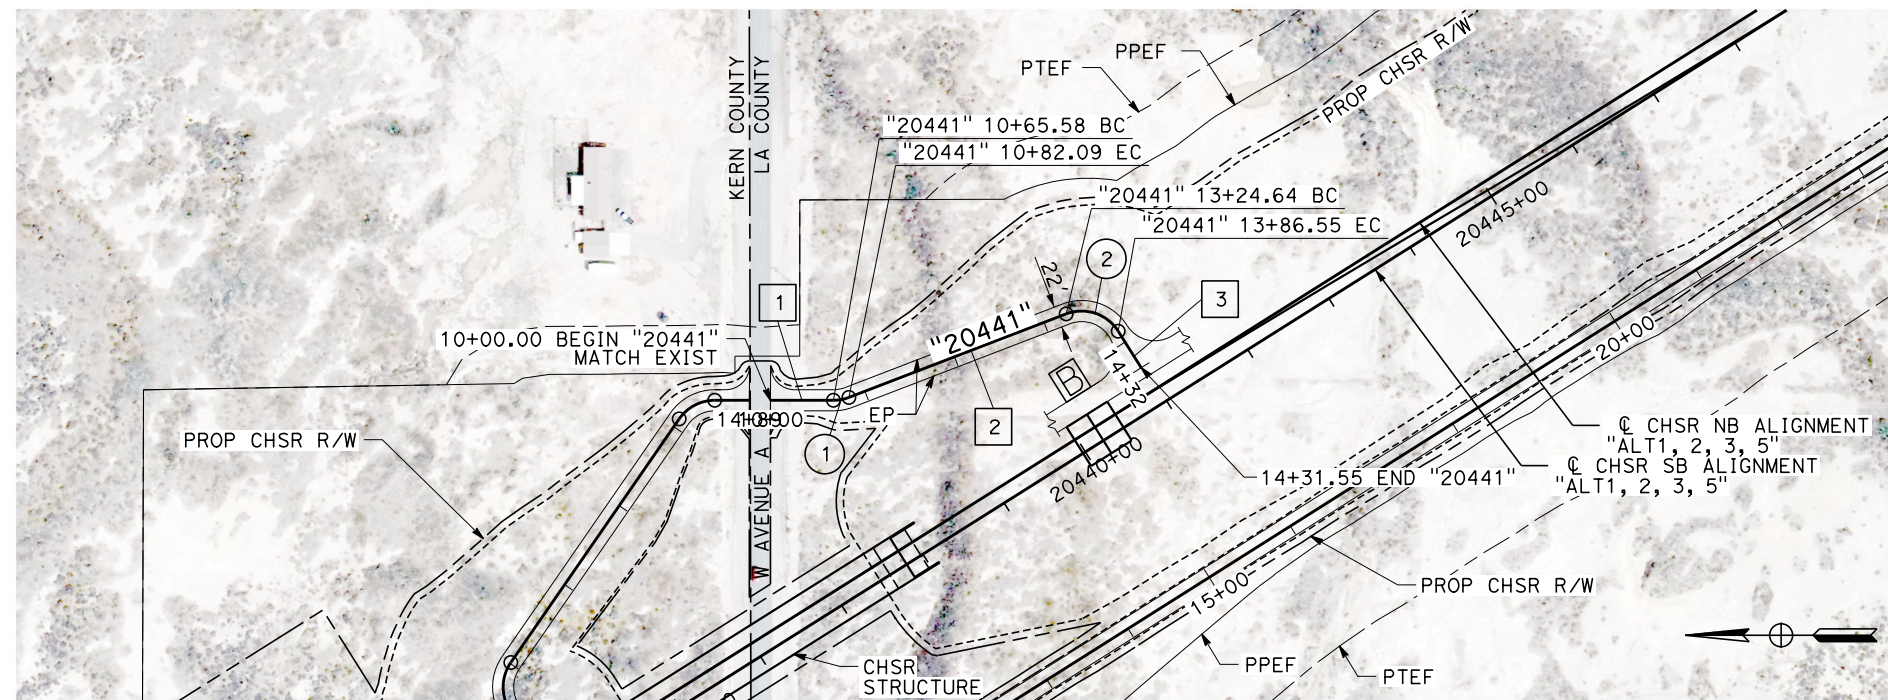 KERN COUNTY
LA COUNTY
PTEF
PPEF
PROP CHSR R/W
"20441" 10+65.58 BC
"20441" 10+82.09 EC
"20441" 13+24.64 BC
"20441" 13+86.55 EC
20445+00
22'
2
1
3
10+00.00 BEGIN "20441"
MATCH EXIST
"20441"
20+00
B
14+32
EP
2
PROP CHSR R/W
1
W AVENUE A
20440+00
℄ CHSR NB ALIGNMENT
"ALT1, 2, 3, 5"
℄ CHSR SB ALIGNMENT
"ALT1, 2, 3, 5"
14+31.55 END "20441"
15+00
PROP CHSR R/W
CHSR
STRUCTURE
PPEF
PTEF